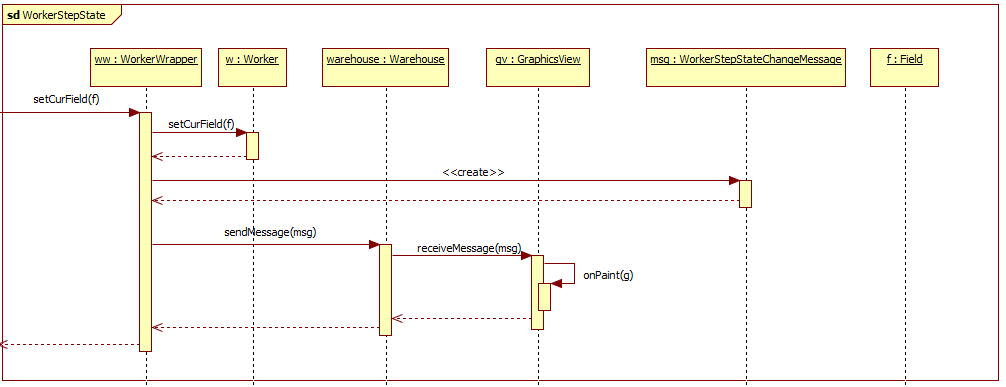 sd WorkerStepState
ww : WorkerWrapper
w : Worker
warehouse : Warehouse
gv : GraphicsView
msg : WorkerStepStateChangeMessage
f : Field
setCurField(f)
setCurField(f)
<<create>>
sendMessage(msg)
receiveMessage(msg)
onPaint(g)